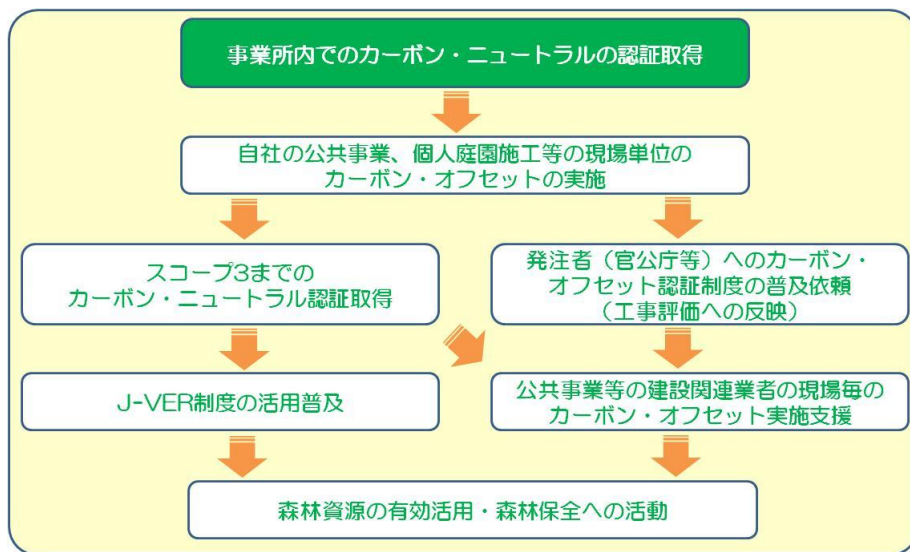 事業所内でのカーボン・ニュートラルの認証取得
自社の公共事業、個人庭園施工等の現場単位の
カーボン・オフセットの実施
スコープ3までの
カーボン・ニュートラル認証取得
発注者（官公庁等）へのカーボン・
オフセット認証制度の普及依頼
（工事評価への反映）
J-VER制度の活用普及
公共事業等の建設関連業者の現場毎の
カーボン・オフセット実施支援
森林資源の有効活用・森林保全への活動